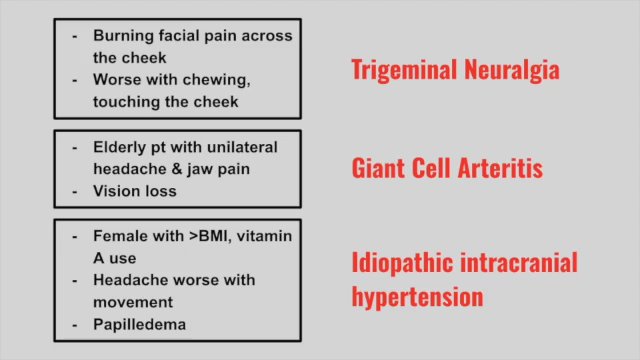 - Burning facial pain across
the cheek
- Worse with chewing,
touching the cheek
Trigeminal Neuralgia
- Elderly pt with unilateral
headache & jaw pain
- Vision loss
Giant Cell Arteritis
- Female with >BMI, vitamin
A use
- Headache worse with
movement
- Papilledema
Idiopathic intracranial
hypertension